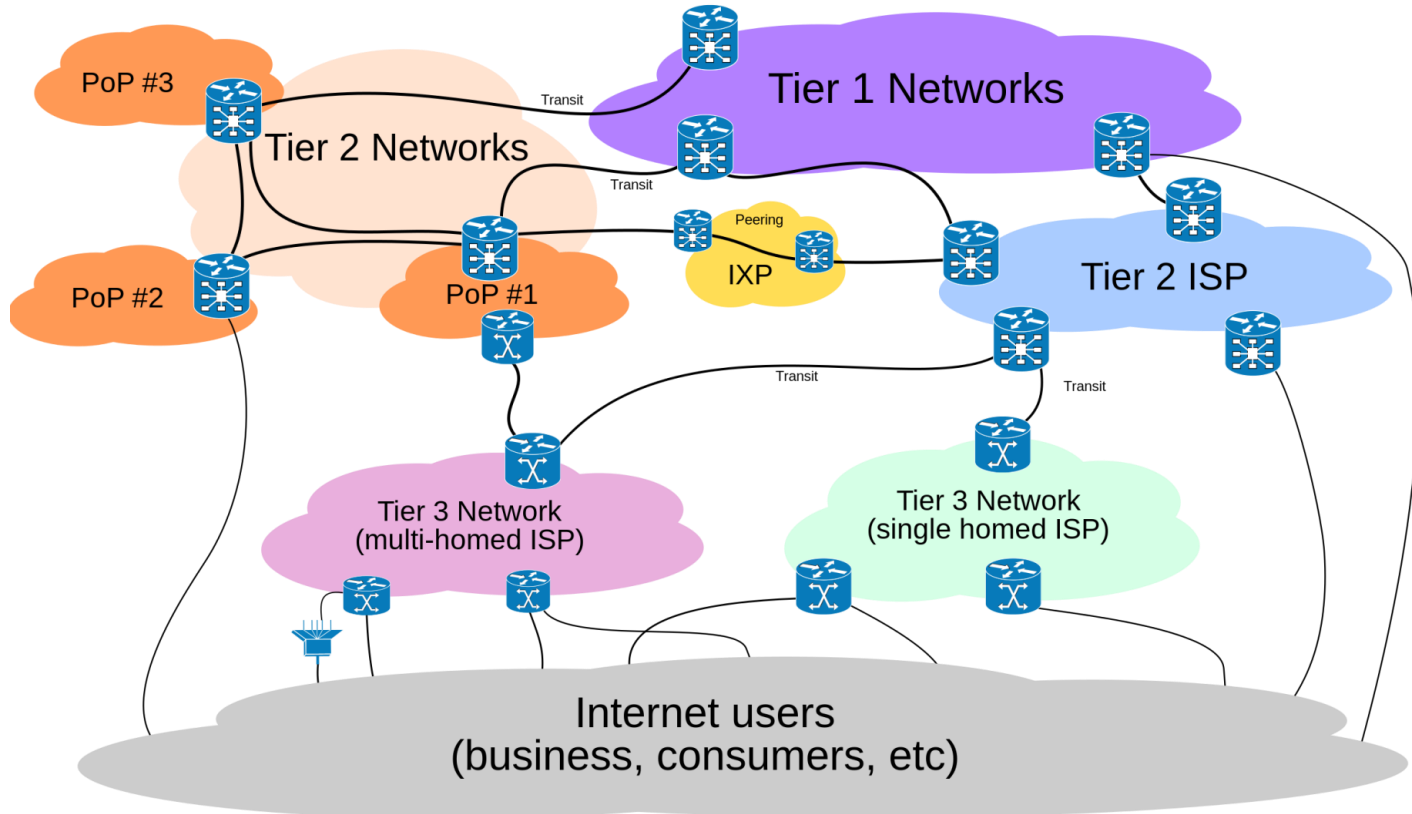 PoP #3
Transit
Tier 1 Networks
Tier 2 Networks
Transit
Peering
IXP
Tier 2 ISP
PoP #2
PoP #1
Transit
Transit
Tier 3 Network
(multi-homed ISP)
Tier 3 Network
(single homed ISP)
Internet users
(business, consumers, etc)